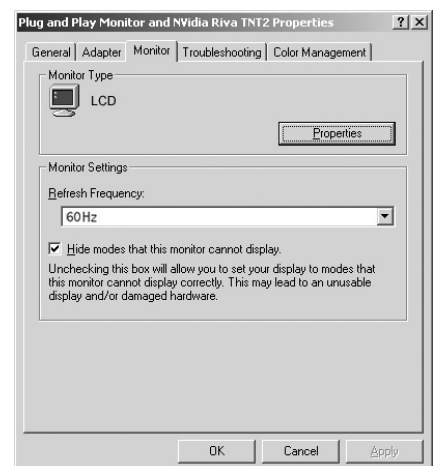 Plug and Play Monitor and NVidia Riva TNT2 Properties
General Adapter Monitor Troubleshooting Color Management
Monitor Type
LCD
Properties
Monitor Settings
Refresh Frequency:
60Hz
Hide modes that this monitor cannot display.
Unchecking this box will allow you to set your display to modes that
this monitor cannot display correctly. This may lead to an unusable
display and/or damaged hardware.
OK Cancel Apply